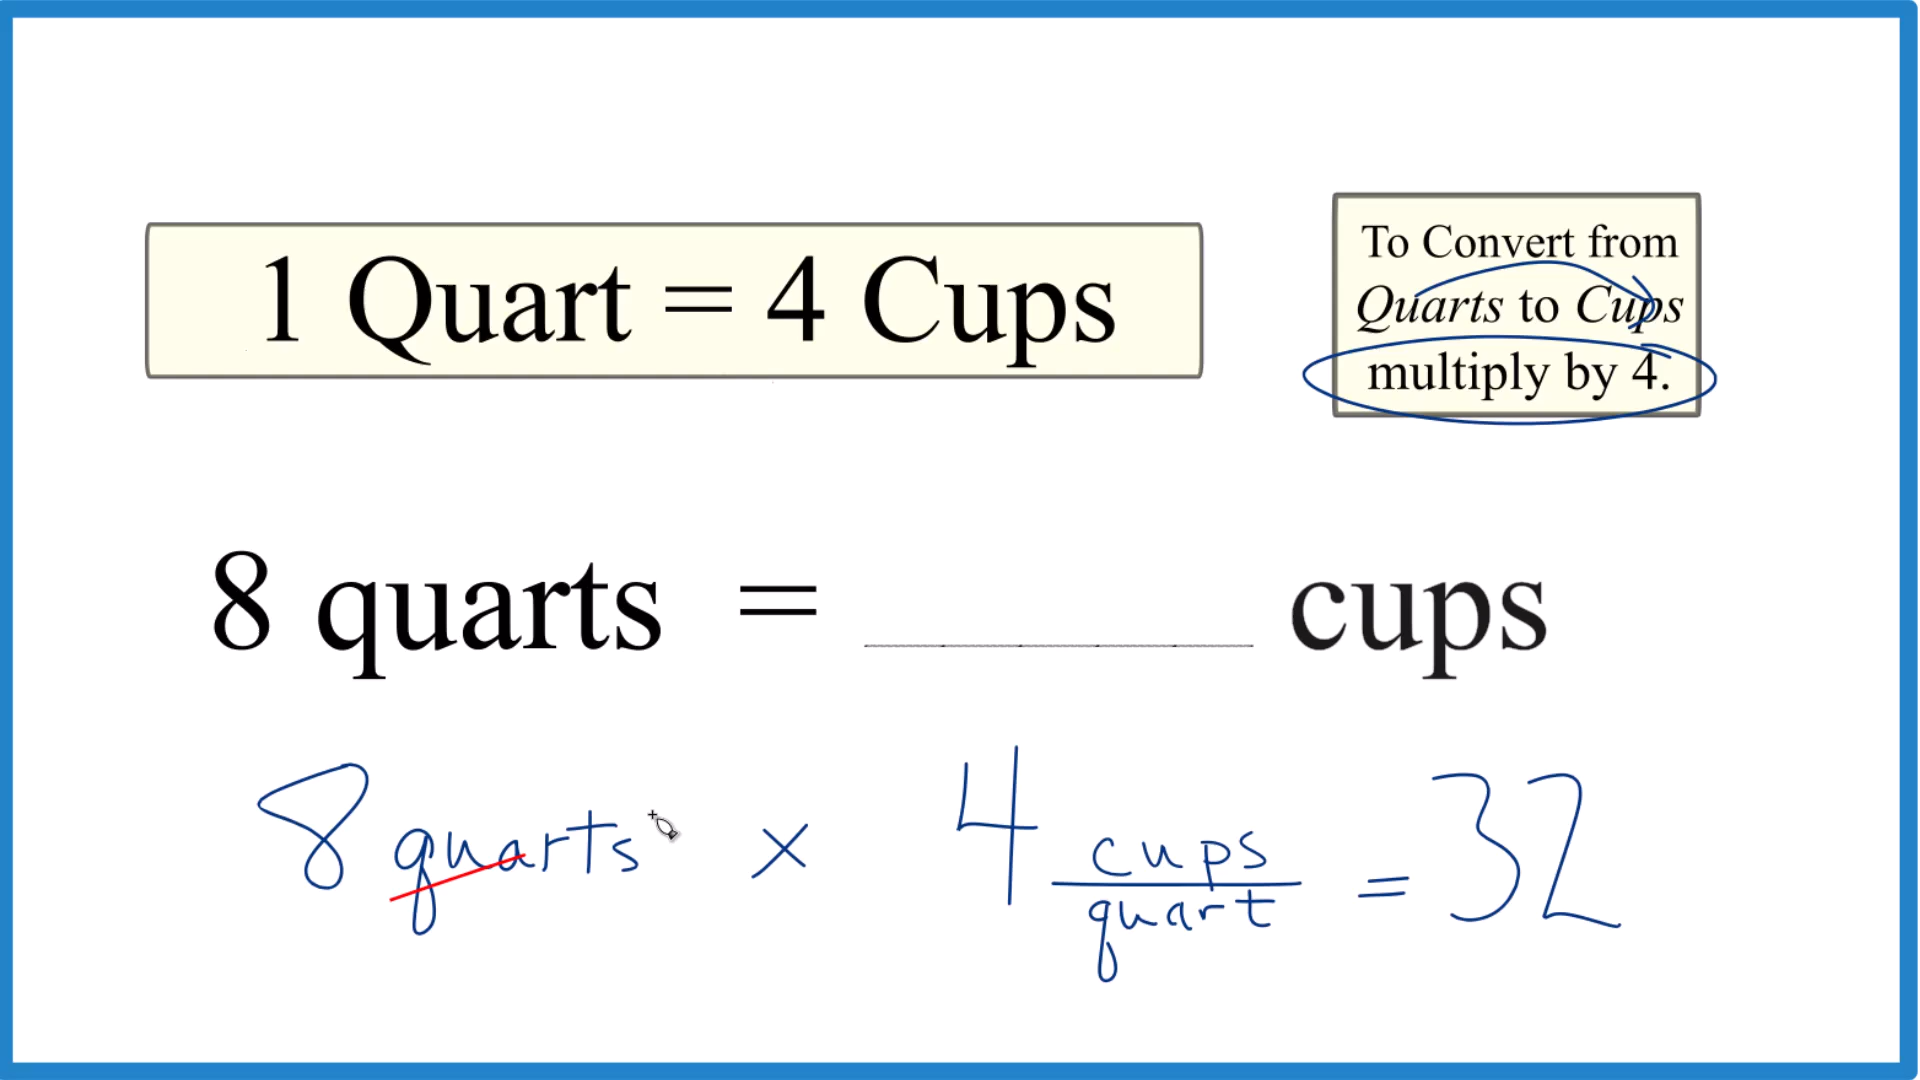 1 Quart = 4 Cups
To Convert from
Quarts to Cups
multiply by 4.
8 quarts = ________ cups
8 quarts × 4 cups/quart = 32